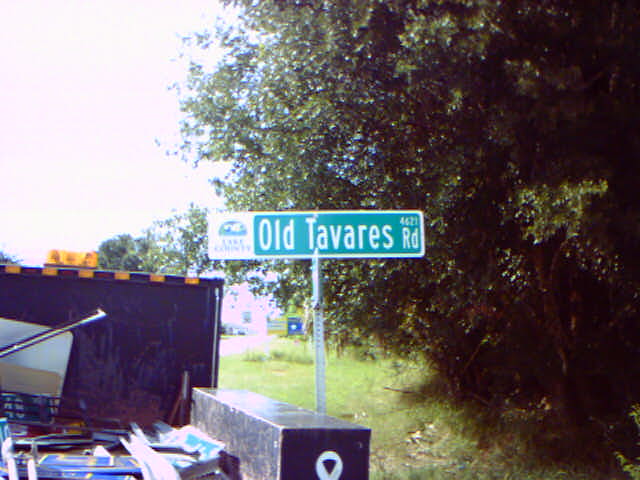 LAKE
COUNTY
Old Tavares Rd
4621